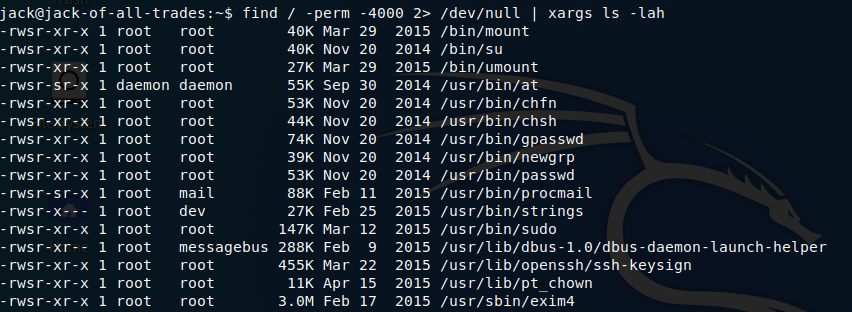 jack@jack-of-all-trades:~$ find / -perm -4000 2> /dev/null | xargs ls -lah
-rwsr-xr-x 1 root   root        40K Mar 29  2015 /bin/mount
-rwsr-xr-x 1 root   root        40K Nov 20  2014 /bin/su
-rwsr-xr-x 1 root   root        27K Mar 29  2015 /bin/umount
-rwsr-sr-x 1 daemon daemon      55K Sep 30  2014 /usr/bin/at
-rwsr-xr-x 1 root   root        53K Nov 20  2014 /usr/bin/chfn
-rwsr-xr-x 1 root   root        44K Nov 20  2014 /usr/bin/chsh
-rwsr-xr-x 1 root   root        74K Nov 20  2014 /usr/bin/gpasswd
-rwsr-xr-x 1 root   root        39K Nov 20  2014 /usr/bin/newgrp
-rwsr-xr-x 1 root   root        53K Nov 20  2014 /usr/bin/passwd
-rwsr-sr-x 1 root   mail        88K Feb 11  2015 /usr/bin/procmail
-rwsr-x--- 1 root   dev         27K Feb 25  2015 /usr/bin/strings
-rwsr-xr-x 1 root   root       147K Mar 12  2015 /usr/bin/sudo
-rwsr-xr-- 1 root   messagebus 288K Feb  9  2015 /usr/lib/dbus-1.0/dbus-daemon-launch-helper
-rwsr-xr-x 1 root   root       455K Mar 22  2015 /usr/lib/openssh/ssh-keysign
-rwsr-xr-x 1 root   root        11K Apr 15  2015 /usr/lib/pt_chown
-rwsr-xr-x 1 root   root       3.0M Feb 17  2015 /usr/sbin/exim4